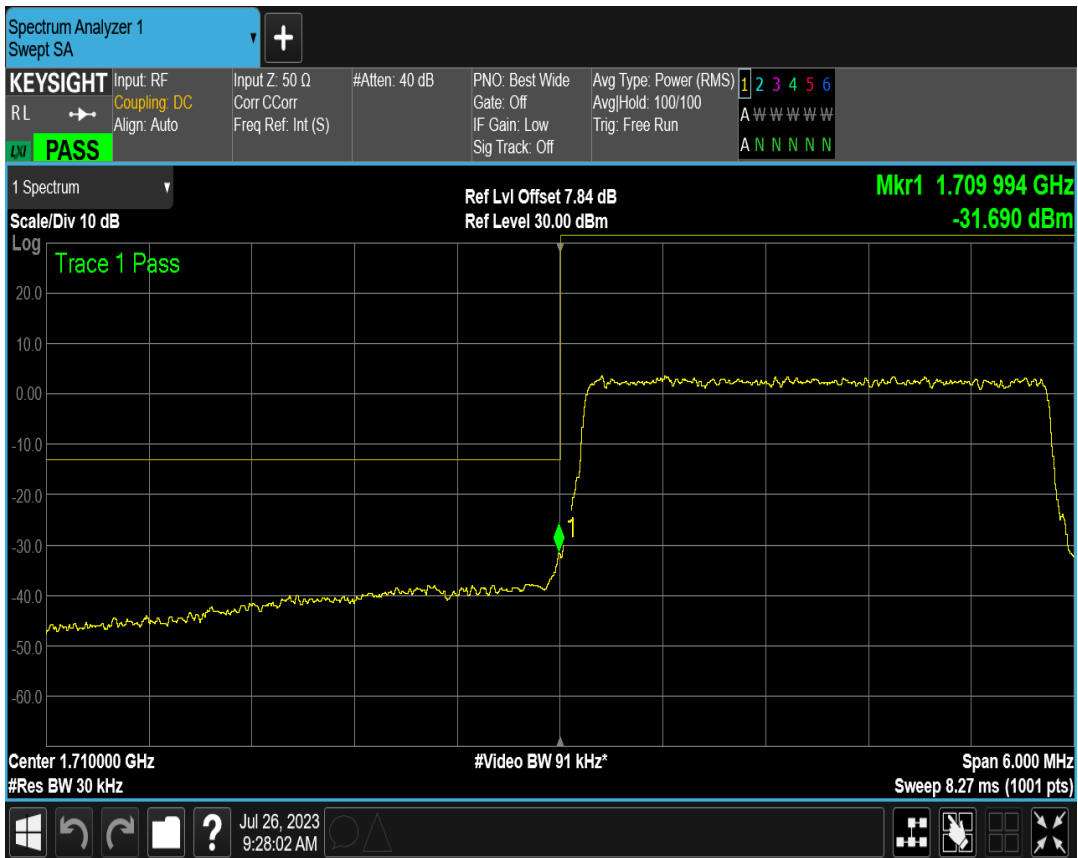 Spectrum Analyzer 1
Swept SA
+
KEYSIGHT
RL
LXI PASS
Input: RF
Coupling: DC
Align: Auto
Input Z: 50 Ω
Corr CCorr
Freq Ref: Int (S)
#Atten: 40 dB
PNO: Best Wide
Gate: Off
IF Gain: Low
Sig Track: Off
Avg Type: Power (RMS)
Avg|Hold: 100/100
Trig: Free Run
1 2 3 4 5 6
A W W W W W
A N N N N N
1 Spectrum
Scale/Div 10 dB
Ref Lvl Offset 7.84 dB
Ref Level 30.00 dBm
Mkr1 1.709 994 GHz
-31.690 dBm
Log
Trace 1 Pass
20.0
10.0
0.00
-10.0
-20.0
1
-30.0
-40.0
-50.0
-60.0
Center 1.710000 GHz
#Res BW 30 kHz
#Video BW 91 kHz*
Span 6.000 MHz
Sweep 8.27 ms (1001 pts)
?
Jul 26, 2023
9:28:02 AM